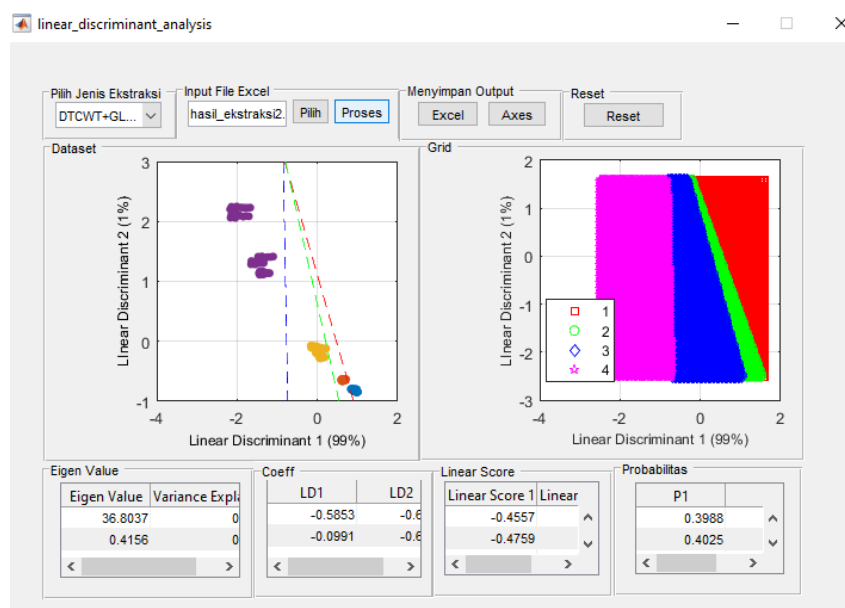 linear_discriminant_analysis
Pilih Jenis Ekstraksi
DTCWT+GL...
Input File Excel
hasil_ekstraksi2.
Pilih
Proses
Menyimpan Output
Excel
Axes
Reset
Reset
Dataset
3
2
1
0
-1
-4
-2
0
2
LInear Discriminant 2 (1%)
Linear Discriminant 1 (99%)
Grid
2
1
0
-1
-2
-3
-4
-2
0
2
LInear Discriminant 2 (1%)
Linear Discriminant 1 (99%)
1
2
3
4
Eigen Value
Eigen Value Variance Expla
36.8037 0
0.4156 0
Coeff
LD1 LD2
-0.5853 -0.6
-0.0991 -0.6
Linear Score
Linear Score 1 Linear
-0.4557
-0.4759
Probabilitas
P1
0.3988
0.4025